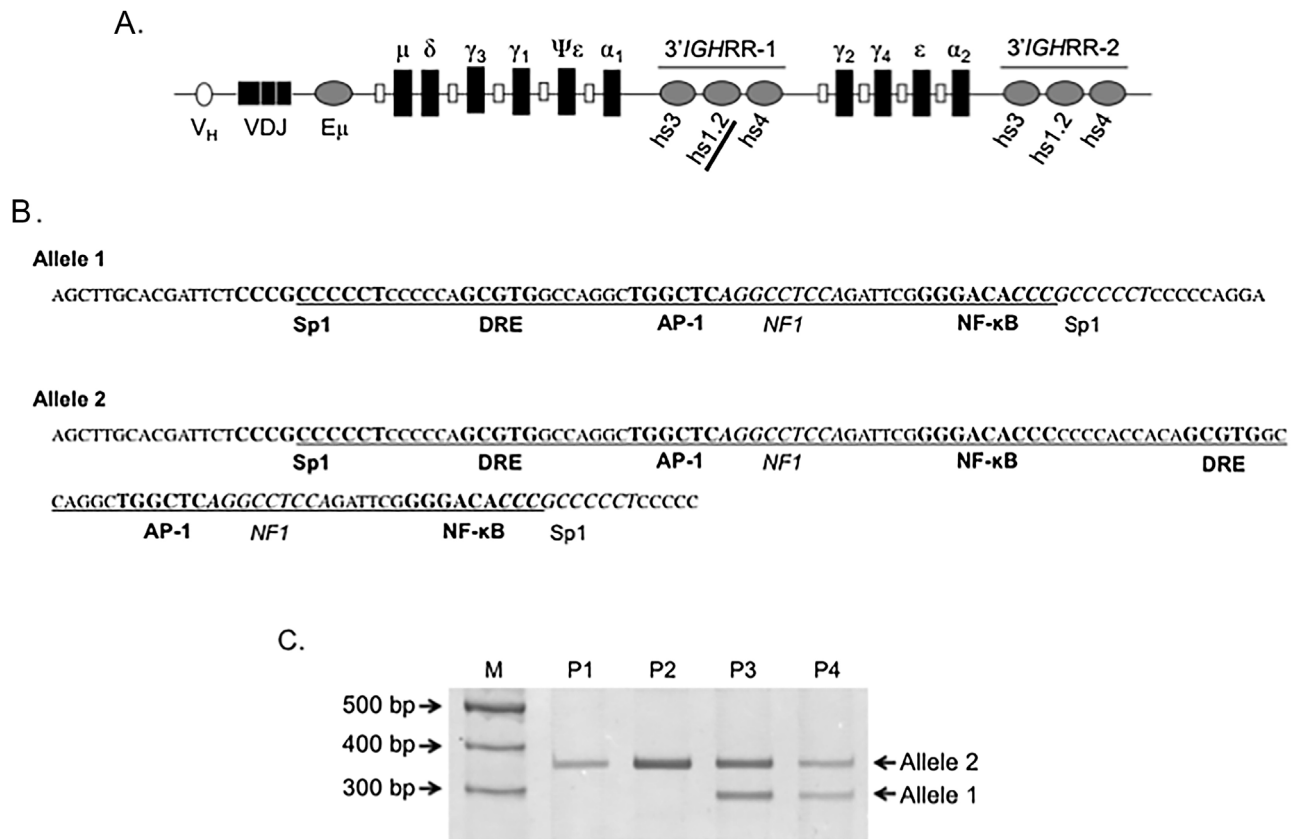 A.
μ δ γ3 γ1 Ψε α1 3'IGHRR-1 γ2 γ4 ε α2 3'IGHRR-2
VH VDJ Eμ hs3 hs1.2 hs4 hs3 hs1.2 hs4
B.
Allele 1
AGCTTGCACGATTCTCCCGCCCCCTCCCCCAGCGTGGCCAGGCTGGCTCAGGCCTCCAGATTCGGGGACACCCGCCCCCTCCCCCAGGA
Sp1 DRE AP-1 NF1 NF-κB Sp1
Allele 2
AGCTTGCACGATTCTCCCGCCCCCTCCCCCAGCGTGGCCAGGCTGGCTCAGGCCTCCAGATTCGGGGACACCCCCCCACCACAGCGTGGC
Sp1 DRE AP-1 NF1 NF-κB DRE
CAGGCTGGCTCAGGCCTCCAGATTCGGGGACACCCGCCCCCTCCCCC
AP-1 NF1 NF-κB Sp1
C.
M P1 P2 P3 P4
500 bp→
400 bp→
←Allele 2
300 bp→
←Allele 1